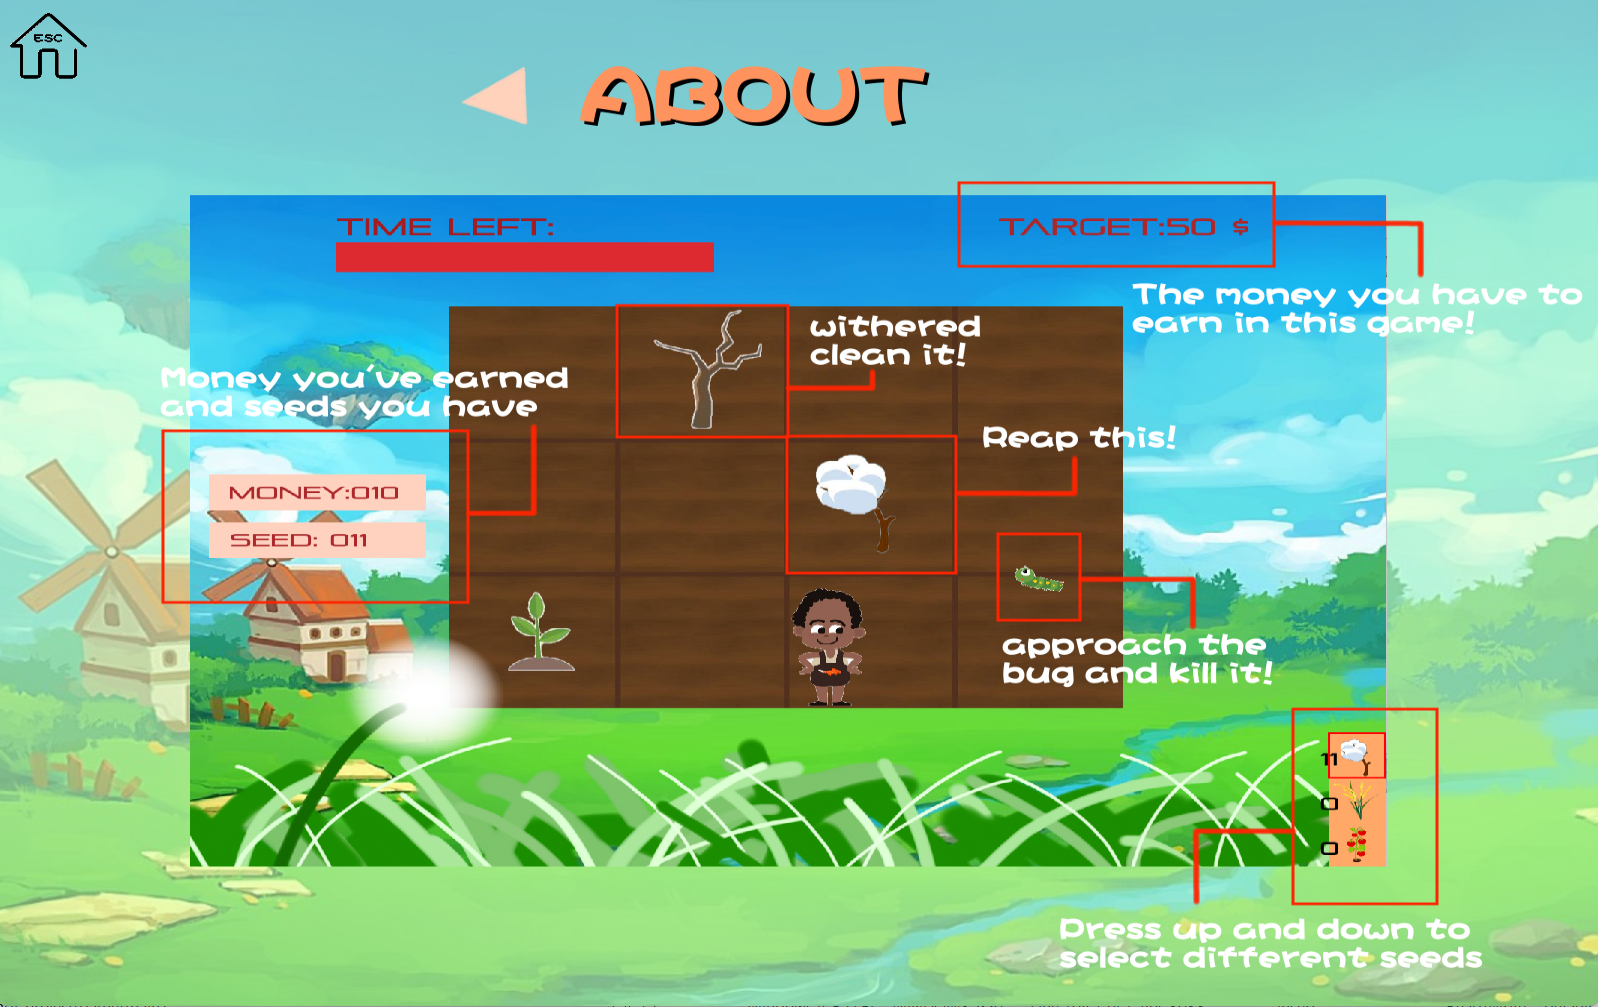 ESC
ABOUT
TIME LEFT:
TARGET:50 $
The money you have to
earn in this game!
withered
clean it!
Money you've earned
and seeds you have
Reap this!
MONEY:010
SEED: 011
approach the
bug and kill it!
11
0
0
Press up and down to
select different seeds